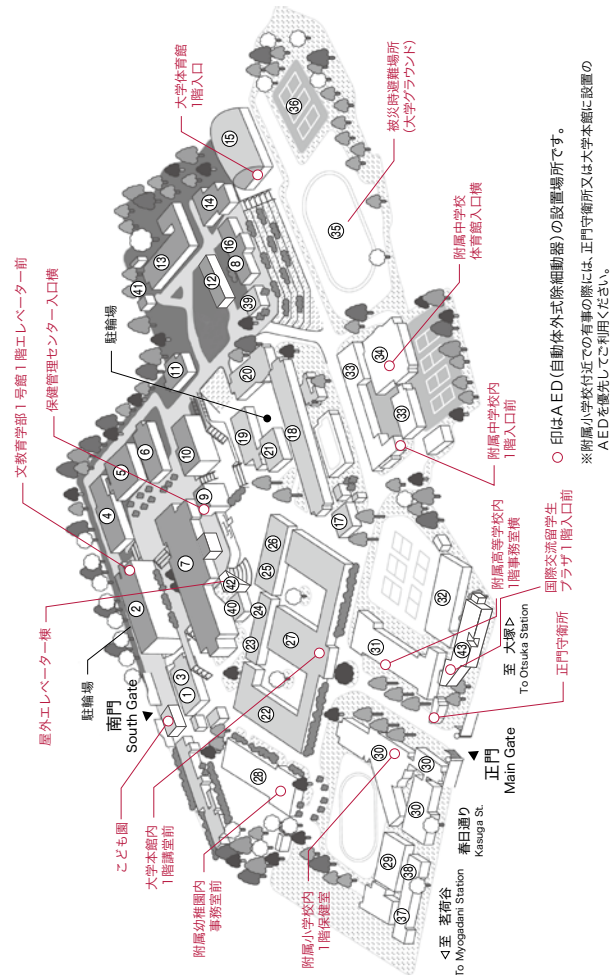 文教育学部1号館1階エレベーター前
保健管理センター入口横
屋外エレベーター棟
駐輪場
南門
South Gate
こども園
大学本館内
1階講堂前
附属幼稚園内
事務室前
附属小学校内
1階保健室
大学体育館
1階入口
駐輪場
被災時避難場所
(大学グラウンド)
附属中学校
体育館入口横
附属中学校内
1階入口前
附属高等学校内
1階事務室横
国際交流留学生
プラザ1階入口前
正門守衛所
至 大塚▷
To Otsuka Station
正門
Main Gate
春日通り
Kasuga St.
◁至 茗荷谷
To Myogadani Station
○ 印はAED(自動体外式除細動器)の設置場所です。
※附属小学校付近での有事の際には、正門守衛所又は大学本館に設置の
AEDを優先してご利用ください。
①
②
③
④
⑤
⑥
⑦
⑧
⑨
⑩
⑪
⑫
⑬
⑭
⑮
⑯
⑰
⑱
⑲
⑳
㉑
㉒
㉓
㉔
㉕
㉖
㉗
㉘
㉙
㉚
㉚
㉚
㉛
㉜
㉝
㉝
㉞
㉟
㊱
㊲
㊳
㊴
㊵
㊶
㊷
㊸